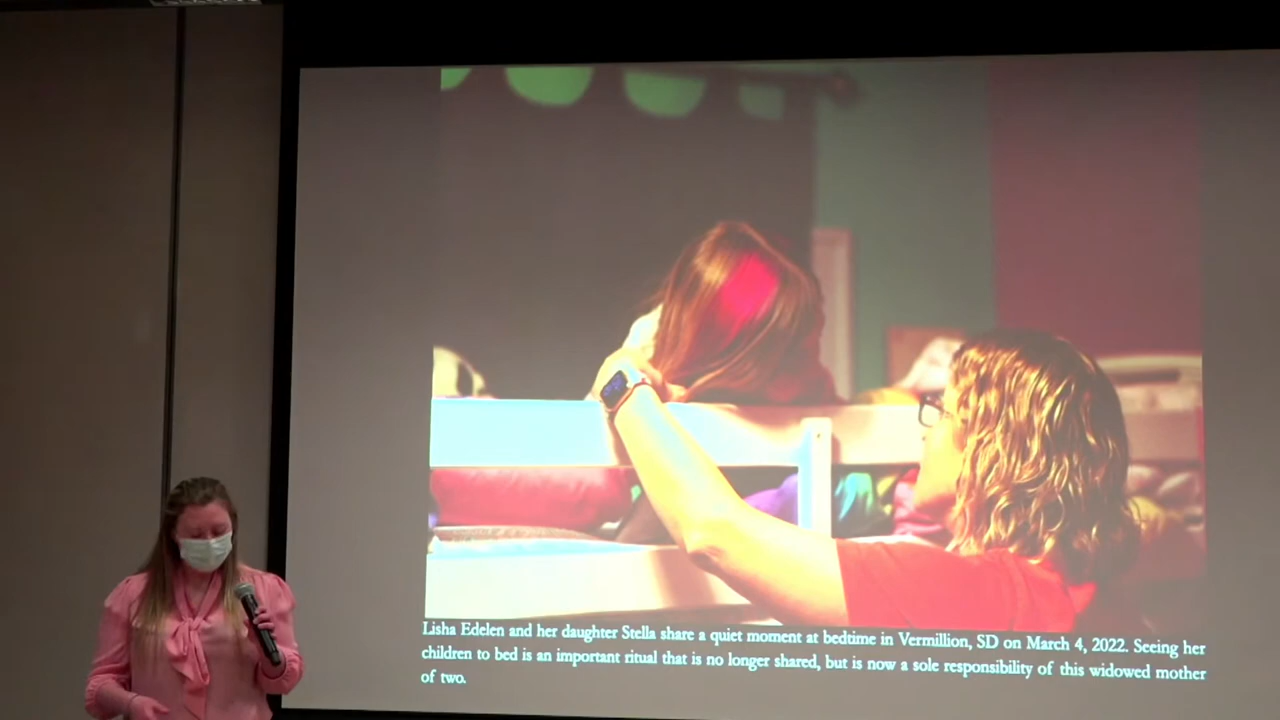 Lisha Edelen and her daughter Stella share a quiet moment at bedtime in Vermillion, SD on March 4, 2022. Seeing her
children to bed is an important ritual that is no longer shared, but is now a sole responsibility of this widowed mother
of two.